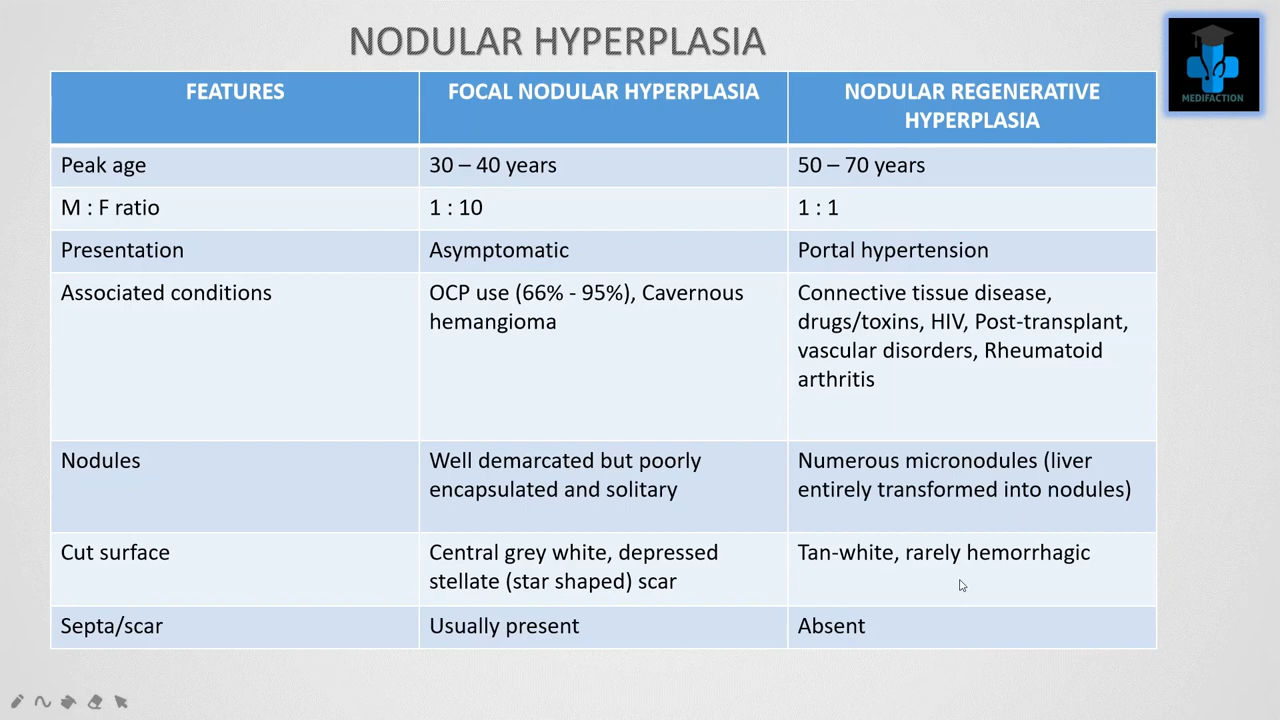 NODULAR HYPERPLASIA
MEDIFACTION
FEATURES
FOCAL NODULAR HYPERPLASIA
NODULAR REGENERATIVE
HYPERPLASIA
Peak age
30 – 40 years
50 – 70 years
M : F ratio
1 : 10
1 : 1
Presentation
Asymptomatic
Portal hypertension
Associated conditions
OCP use (66% - 95%), Cavernous
hemangioma
Connective tissue disease,
drugs/toxins, HIV, Post-transplant,
vascular disorders, Rheumatoid
arthritis
Nodules
Well demarcated but poorly
encapsulated and solitary
Numerous micronodules (liver
entirely transformed into nodules)
Cut surface
Central grey white, depressed
stellate (star shaped) scar
Tan-white, rarely hemorrhagic
Septa/scar
Usually present
Absent